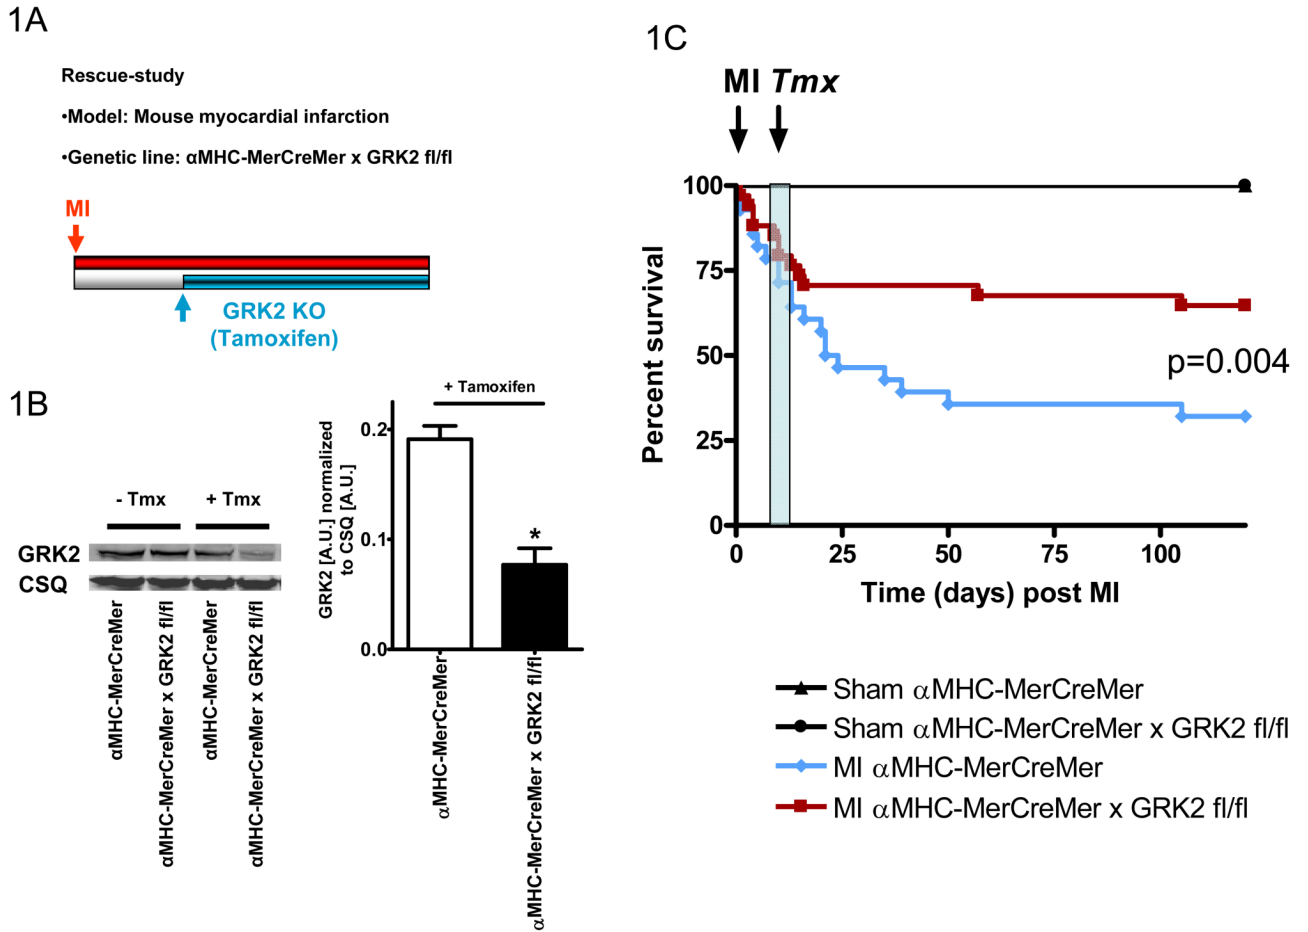 1A
Rescue-study
•Model: Mouse myocardial infarction
•Genetic line: αMHC-MerCreMer x GRK2 fl/fl
MI
GRK2 KO
(Tamoxifen)
1B
- Tmx
+ Tmx
GRK2
CSQ
αMHC-MerCreMer
αMHC-MerCreMer x GRK2 fl/fl
αMHC-MerCreMer
αMHC-MerCreMer x GRK2 fl/fl
+ Tamoxifen
GRK2 [A.U.] normalized
to CSQ [A.U.]
0.2
0.1
0.0
*
αMHC-MerCreMer
αMHC-MerCreMer x GRK2 fl/fl
1C
MI Tmx
Percent survival
100
75
50
25
0
p=0.004
0 25 50 75 100
Time (days) post MI
Sham αMHC-MerCreMer
Sham αMHC-MerCreMer x GRK2 fl/fl
MI αMHC-MerCreMer
MI αMHC-MerCreMer x GRK2 fl/fl